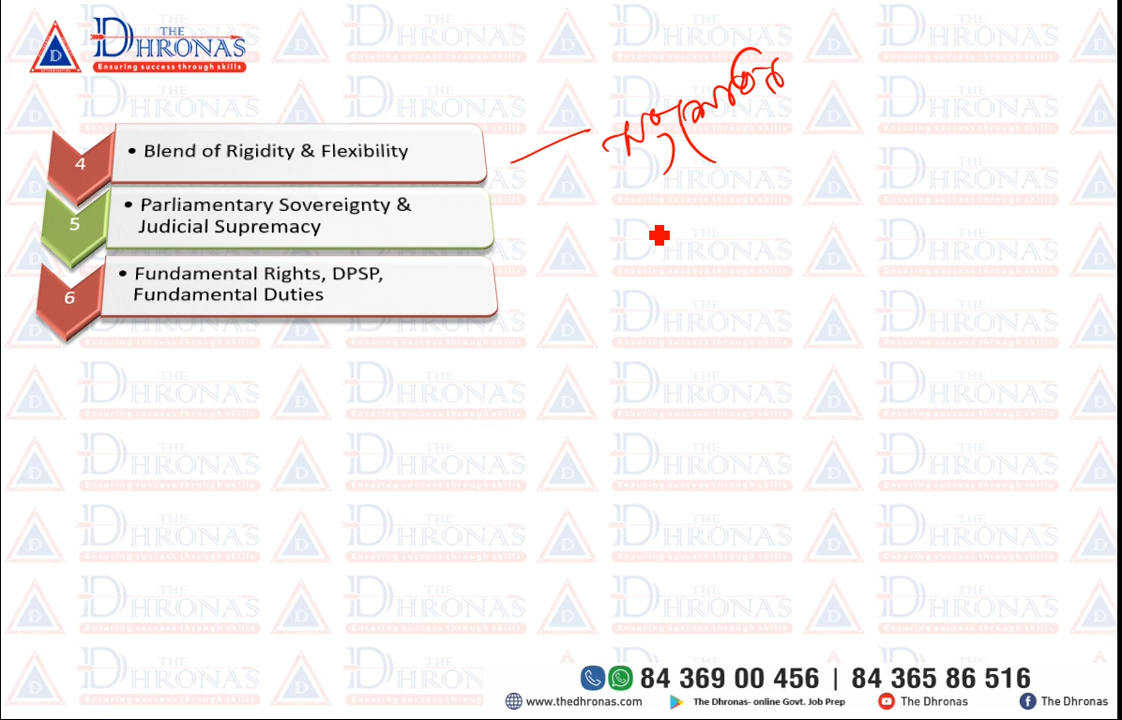 THE
DHRONAS
Ensuring success through skills
4
• Blend of Rigidity & Flexibility
5
• Parliamentary Sovereignty &
Judicial Supremacy
6
• Fundamental Rights, DPSP,
Fundamental Duties
84 369 00 456 | 84 365 86 516
www.thedhronas.com
The Dhronas- online Govt. Job Prep
The Dhronas
The Dhronas